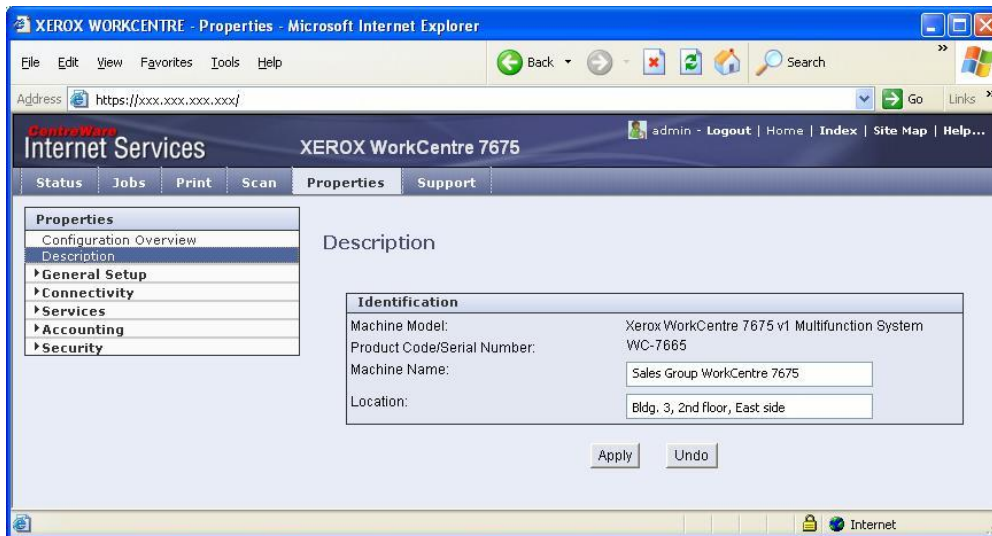 XEROX WORKCENTRE - Properties - Microsoft Internet Explorer
File Edit View Favorites Tools Help
Back
Search
»
Address https://xxx.xxx.xxx.xxx/
Go
Links »
CentreWare
Internet Services
XEROX WorkCentre 7675
admin - Logout | Home | Index | Site Map | Help...
Status Jobs Print Scan Properties Support
Properties
Configuration Overview
Description
General Setup
Connectivity
Services
Accounting
Security
Description
Identification
Machine Model: Xerox WorkCentre 7675 v1 Multifunction System
Product Code/Serial Number: WC-7665
Machine Name: Sales Group WorkCentre 7675
Location: Bldg. 3, 2nd floor, East side
Apply Undo
Internet